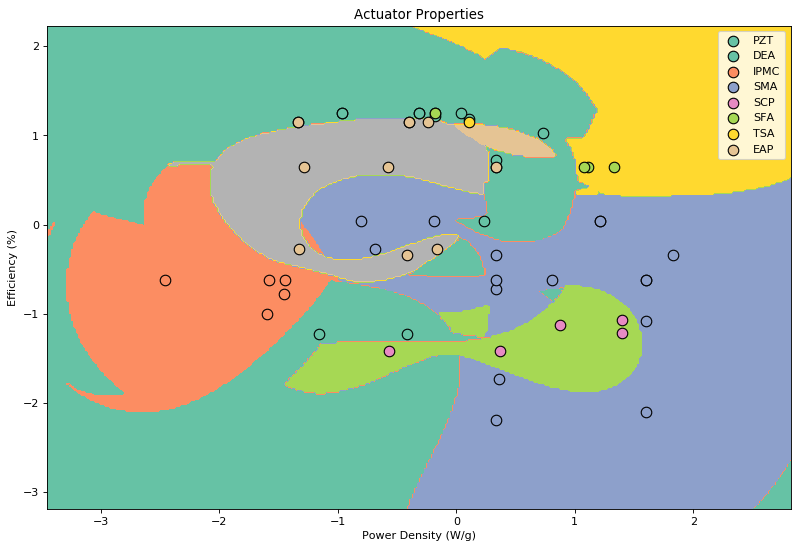 Actuator Properties
PZT
DEA
IPMC
SMA
SCP
SFA
TSA
EAP
Efficiency (%)
2
1
0
−1
−2
−3
−3
−2
−1
0
1
2
Power Density (W/g)